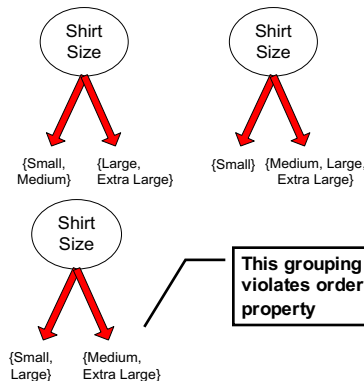 Shirt
Size
{Small,
Medium}
{Large,
Extra Large}
Shirt
Size
{Small}
{Medium, Large,
Extra Large}
Shirt
Size
{Small,
Large}
{Medium,
Extra Large}
This grouping
violates order
property